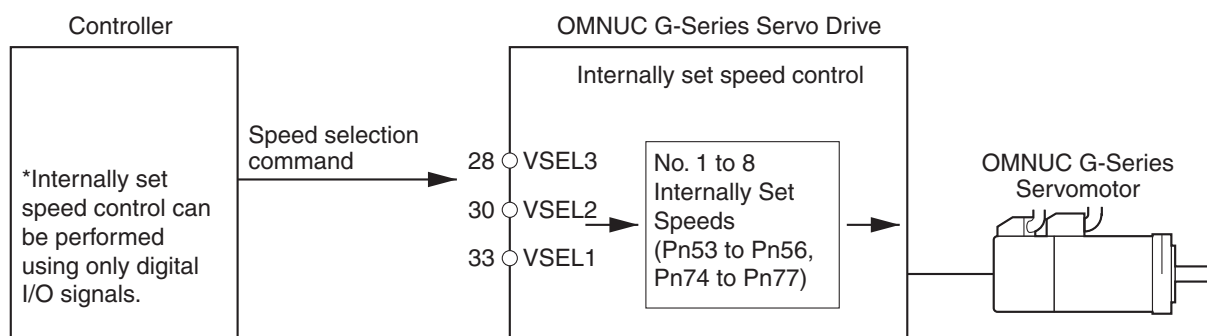 Controller
OMNUC G-Series Servo Drive
Internally set speed control
Speed selection
command
*Internally set
speed control can
be performed
using only digital
I/O signals.
28 VSEL3
30 VSEL2
33 VSEL1
No. 1 to 8
Internally Set
Speeds
(Pn53 to Pn56,
Pn74 to Pn77)
OMNUC G-Series
Servomotor